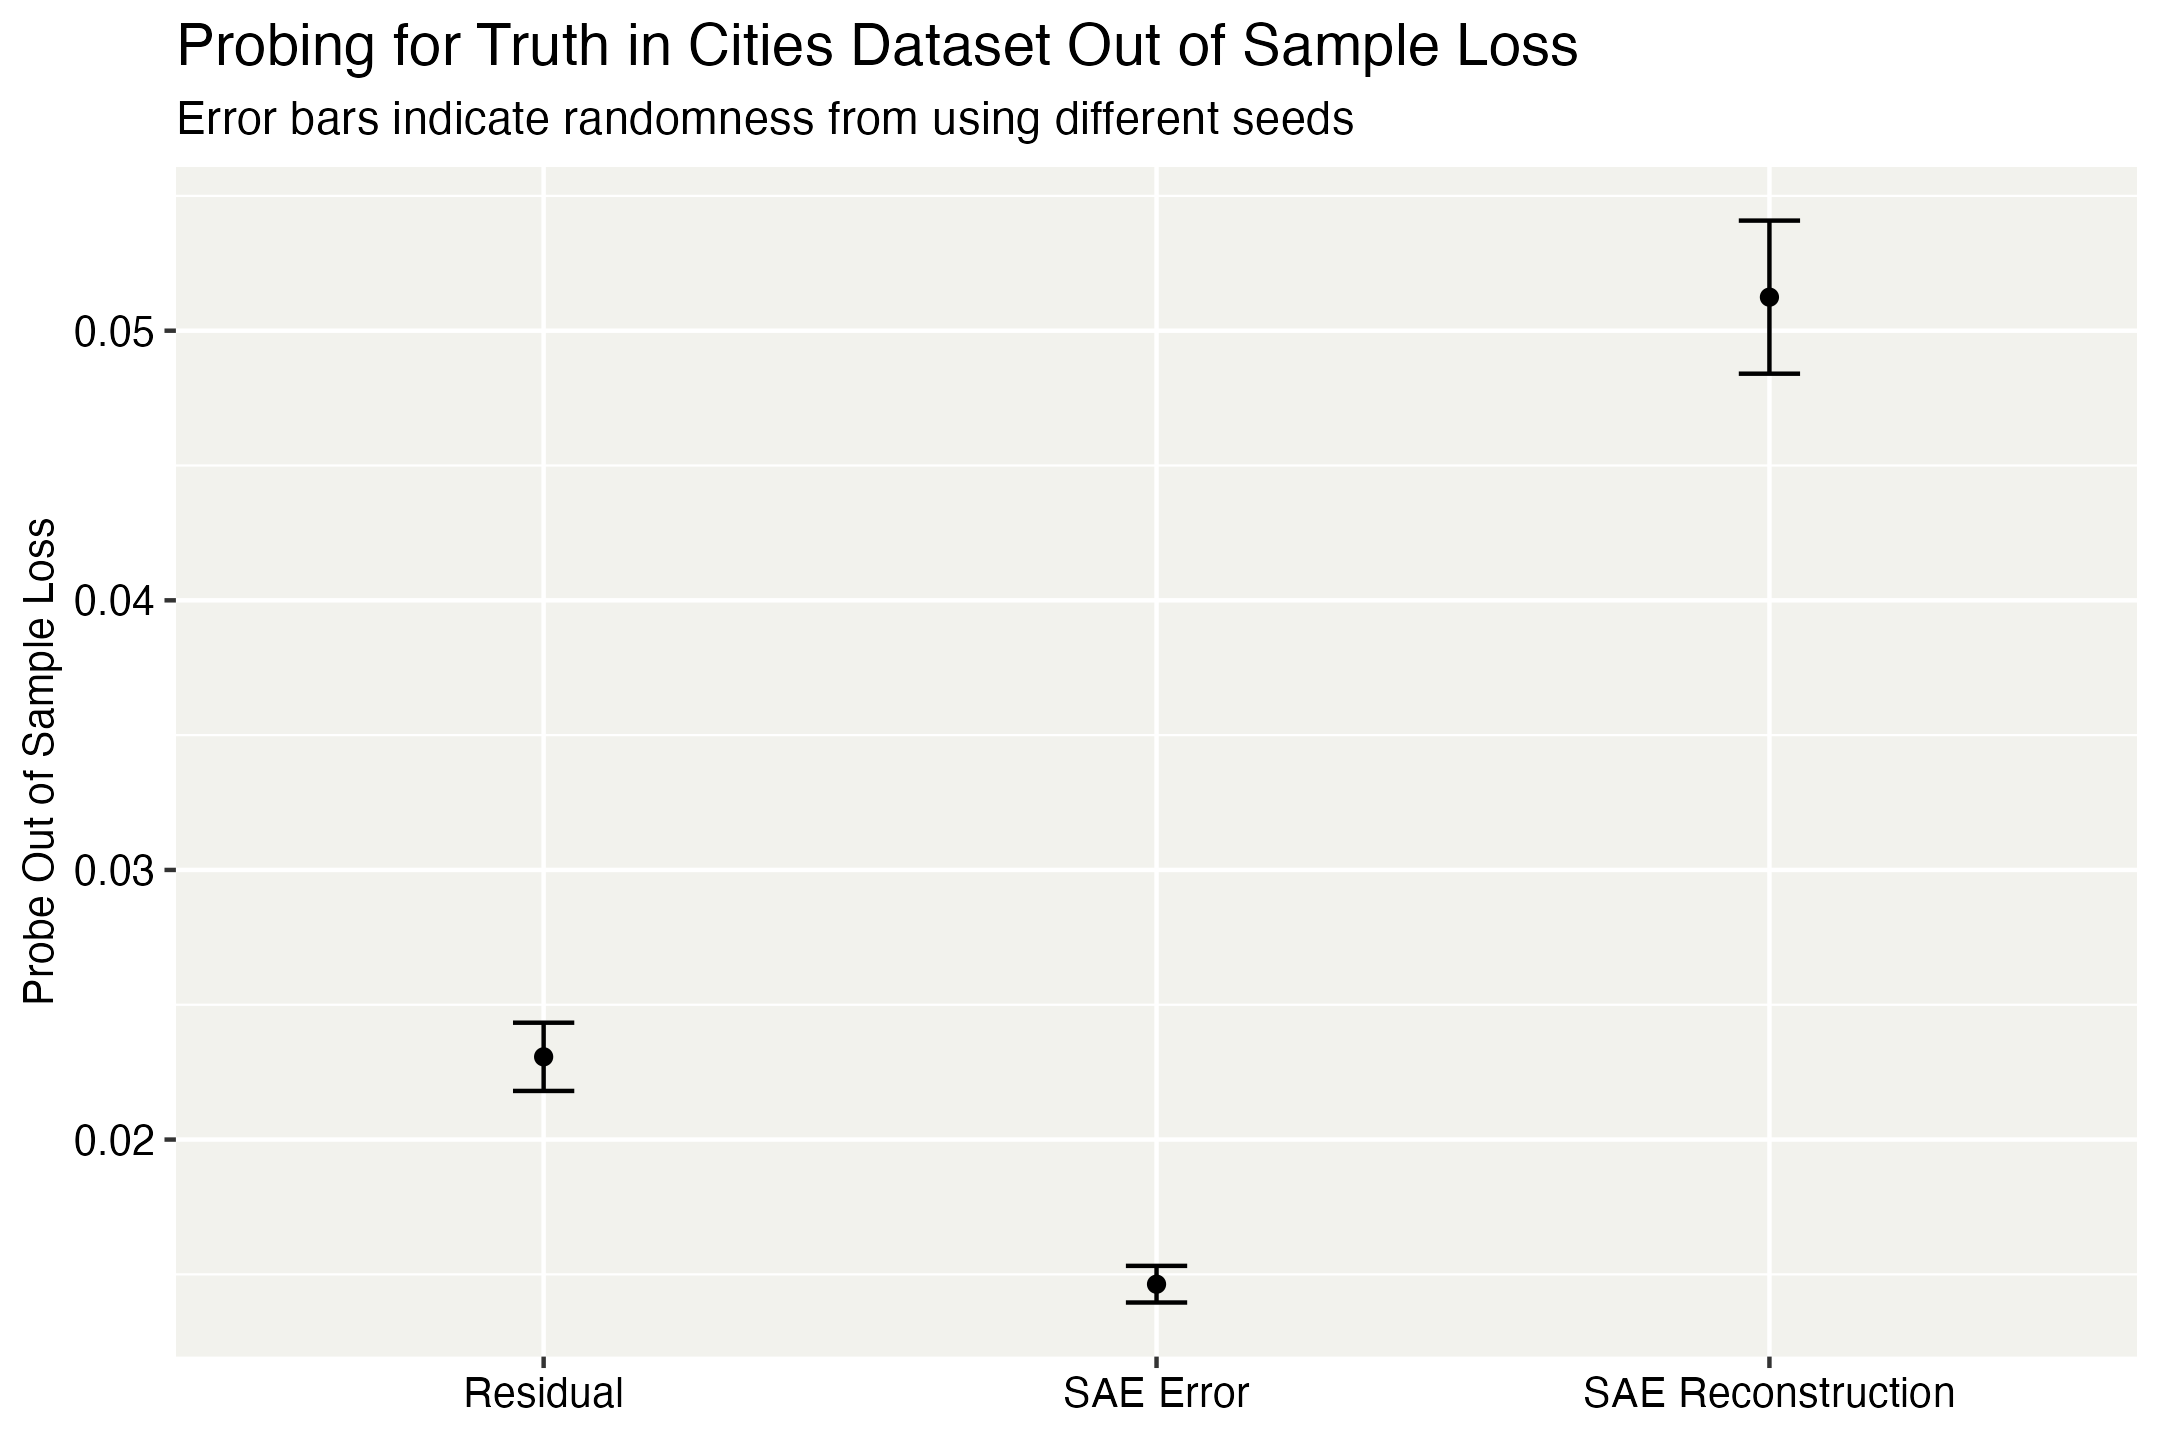 Probing for Truth in Cities Dataset Out of Sample Loss
Error bars indicate randomness from using different seeds
Probe Out of Sample Loss
0.05
0.04
0.03
0.02
Residual
SAE Error
SAE Reconstruction